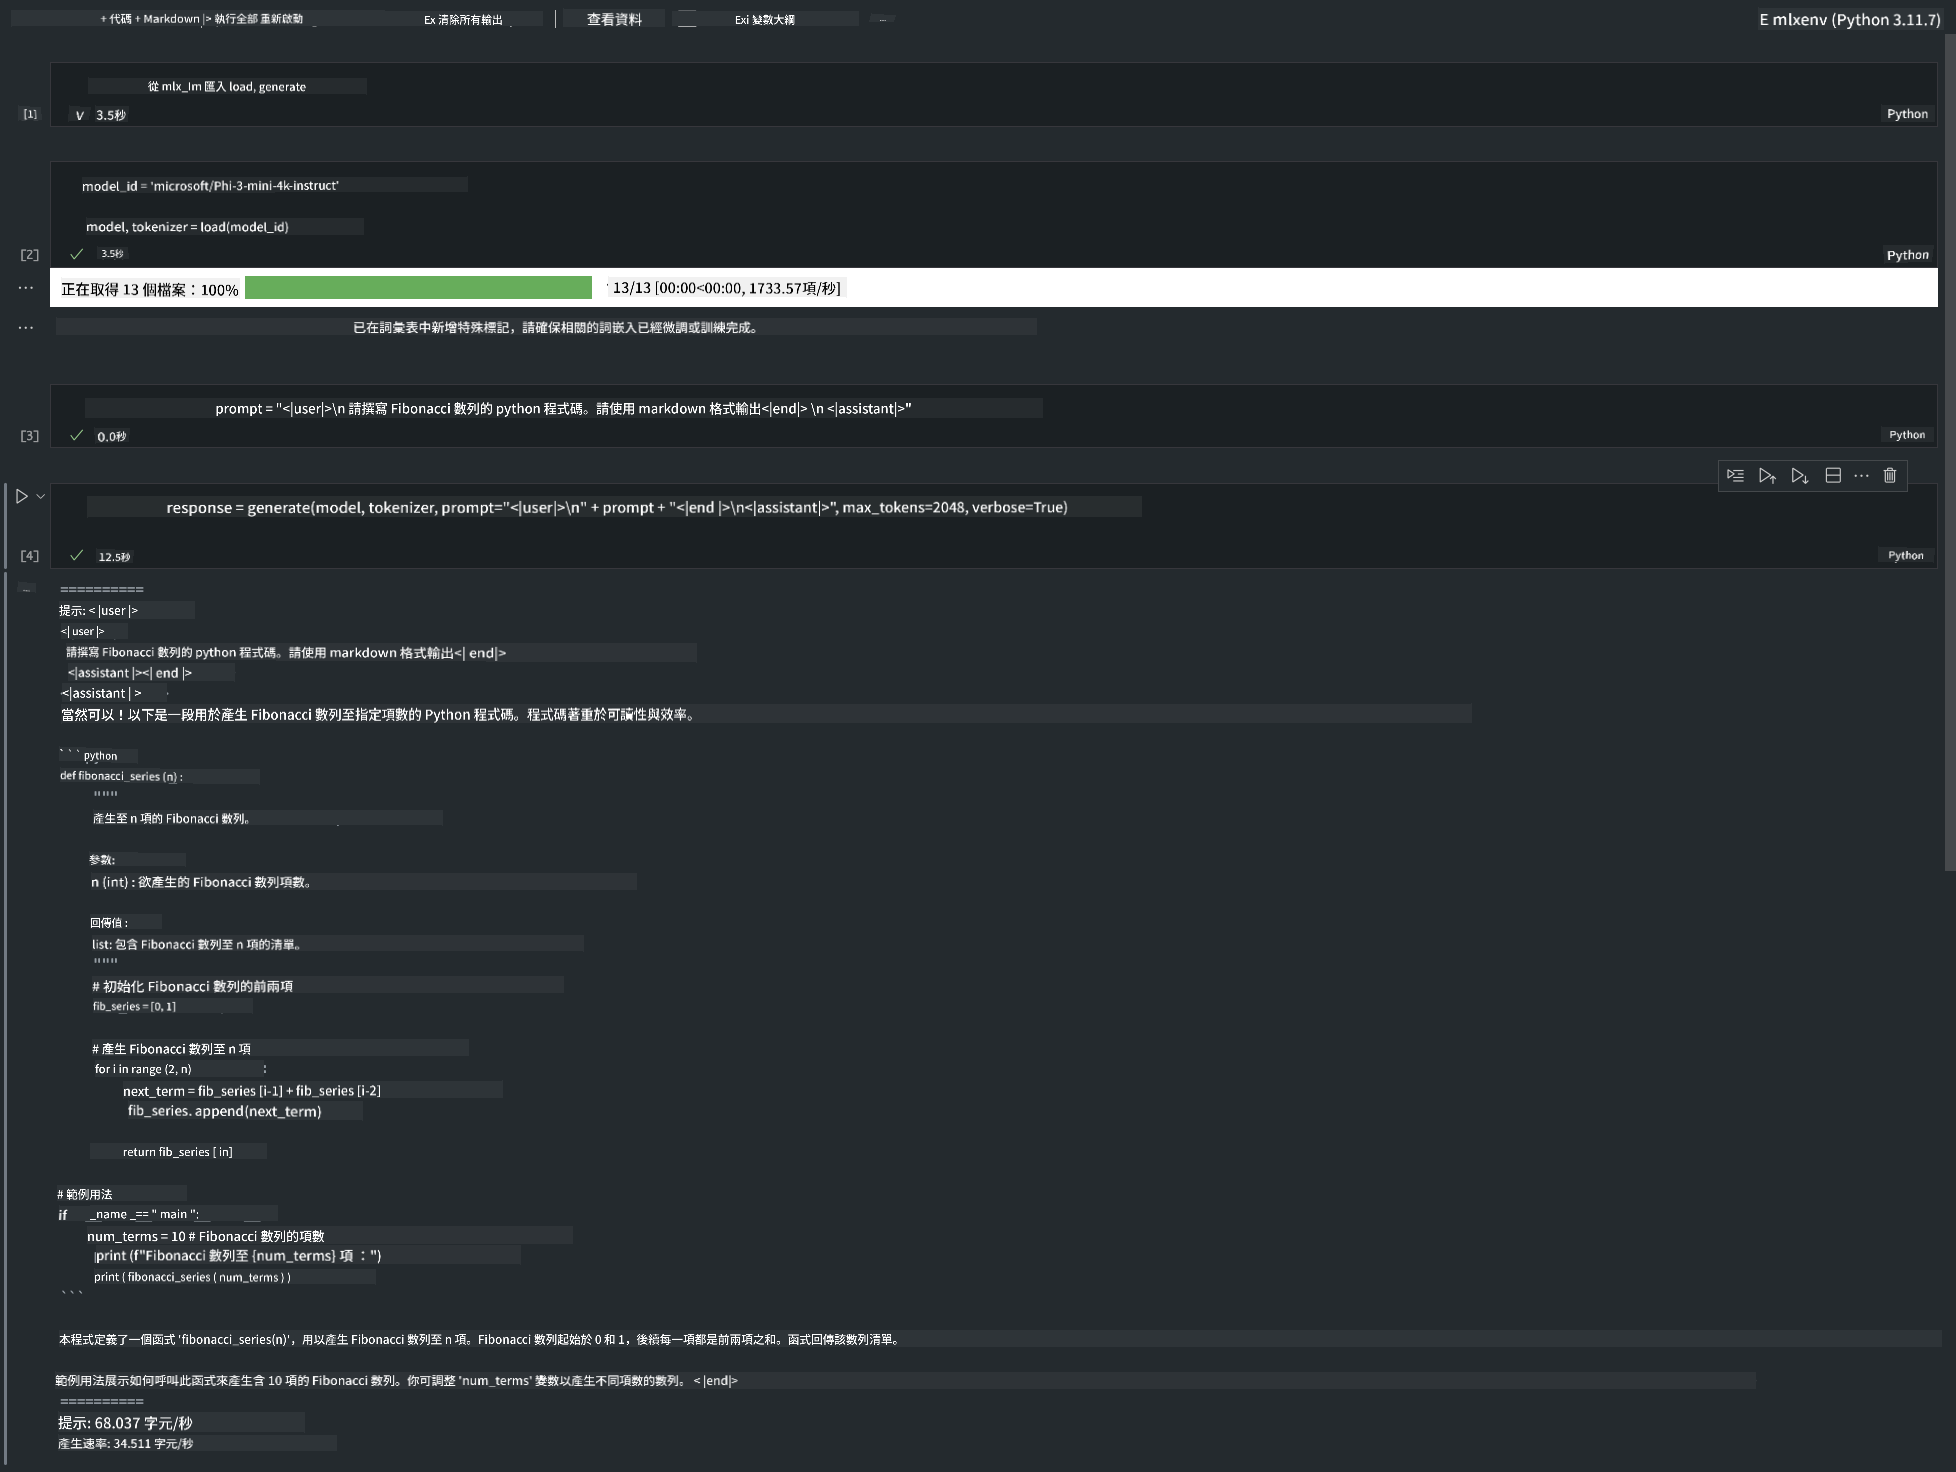 + 代碼 + Markdown |> 執行全部 重新啟動 Ex 清除所有輸出 | 查看資料 Exi 變數大綱 ... E mlxenv (Python 3.11.7)
從 mlx_Im 匯入 load, generate
[1] V 3.5秒 Python
model_id = 'microsoft/Phi-3-mini-4k-instruct'
model, tokenizer = load(model_id)
[2] ✓ 3.5秒 Python
... 正在取得 13 個檔案：100% 13/13 [00:00<00:00, 1733.57項/秒]
... 已在詞彙表中新增特殊標記，請確保相關的詞嵌入已經微調或訓練完成。
prompt = "<|user|>\n 請撰寫 Fibonacci 數列的 python 程式碼。請使用 markdown 格式輸出<|end|> \n <|assistant|>"
[3] ✓ 0.0秒 Python
response = generate(model, tokenizer, prompt="<|user|>\n" + prompt + "<|end |>\n<|assistant|>", max_tokens=2048, verbose=True)
[4] ✓ 12.5秒 Python
... ==========
提示: < |user |>
<| user |>
請撰寫 Fibonacci 數列的 python 程式碼。請使用 markdown 格式輸出<| end|>
<|assistant |><| end |>
<|assistant | >
當然可以！以下是一段用於產生 Fibonacci 數列至指定項數的 Python 程式碼。程式碼著重於可讀性與效率。
` ` ` python
def fibonacci_series (n) :
"""
產生至 n 項的 Fibonacci 數列。
參數:
n (int) : 欲產生的 Fibonacci 數列項數。
回傳值 :
list: 包含 Fibonacci 數列至 n 項的清單。
"""
# 初始化 Fibonacci 數列的前兩項
fib_series = [0, 1]
# 產生 Fibonacci 數列至 n 項
for i in range (2, n) :
next_term = fib_series [i-1] + fib_series [i-2]
fib_series. append(next_term)
return fib_series [ in]
# 範例用法
if _name _== " main ":
num_terms = 10 # Fibonacci 數列的項數
print (f"Fibonacci 數列至 {num_terms} 項 ：")
print ( fibonacci_series ( num_terms ) )
```
本程式定義了一個函式 'fibonacci_series(n)'，用以產生 Fibonacci 數列至 n 項。Fibonacci 數列起始於 0 和 1，後續每一項都是前兩項之和。函式回傳該數列清單。
範例用法展示如何呼叫此函式來產生含 10 項的 Fibonacci 數列。你可調整 'num_terms' 變數以產生不同項數的數列。 < |end|>
==========
提示: 68.037 字元/秒
產生速率: 34.511 字元/秒